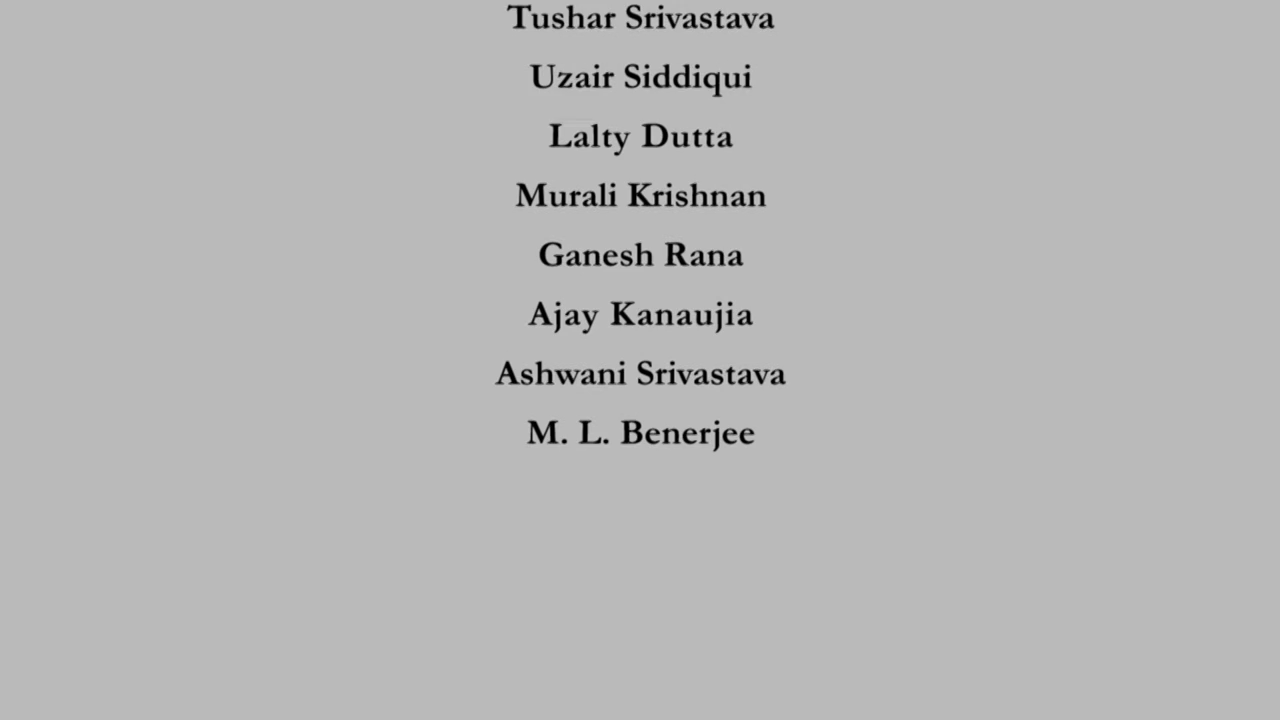 Tushar Srivastava
Uzair Siddiqui
Lalty Dutta
Murali Krishnan
Ganesh Rana
Ajay Kanaujia
Ashwani Srivastava
M. L. Benerjee